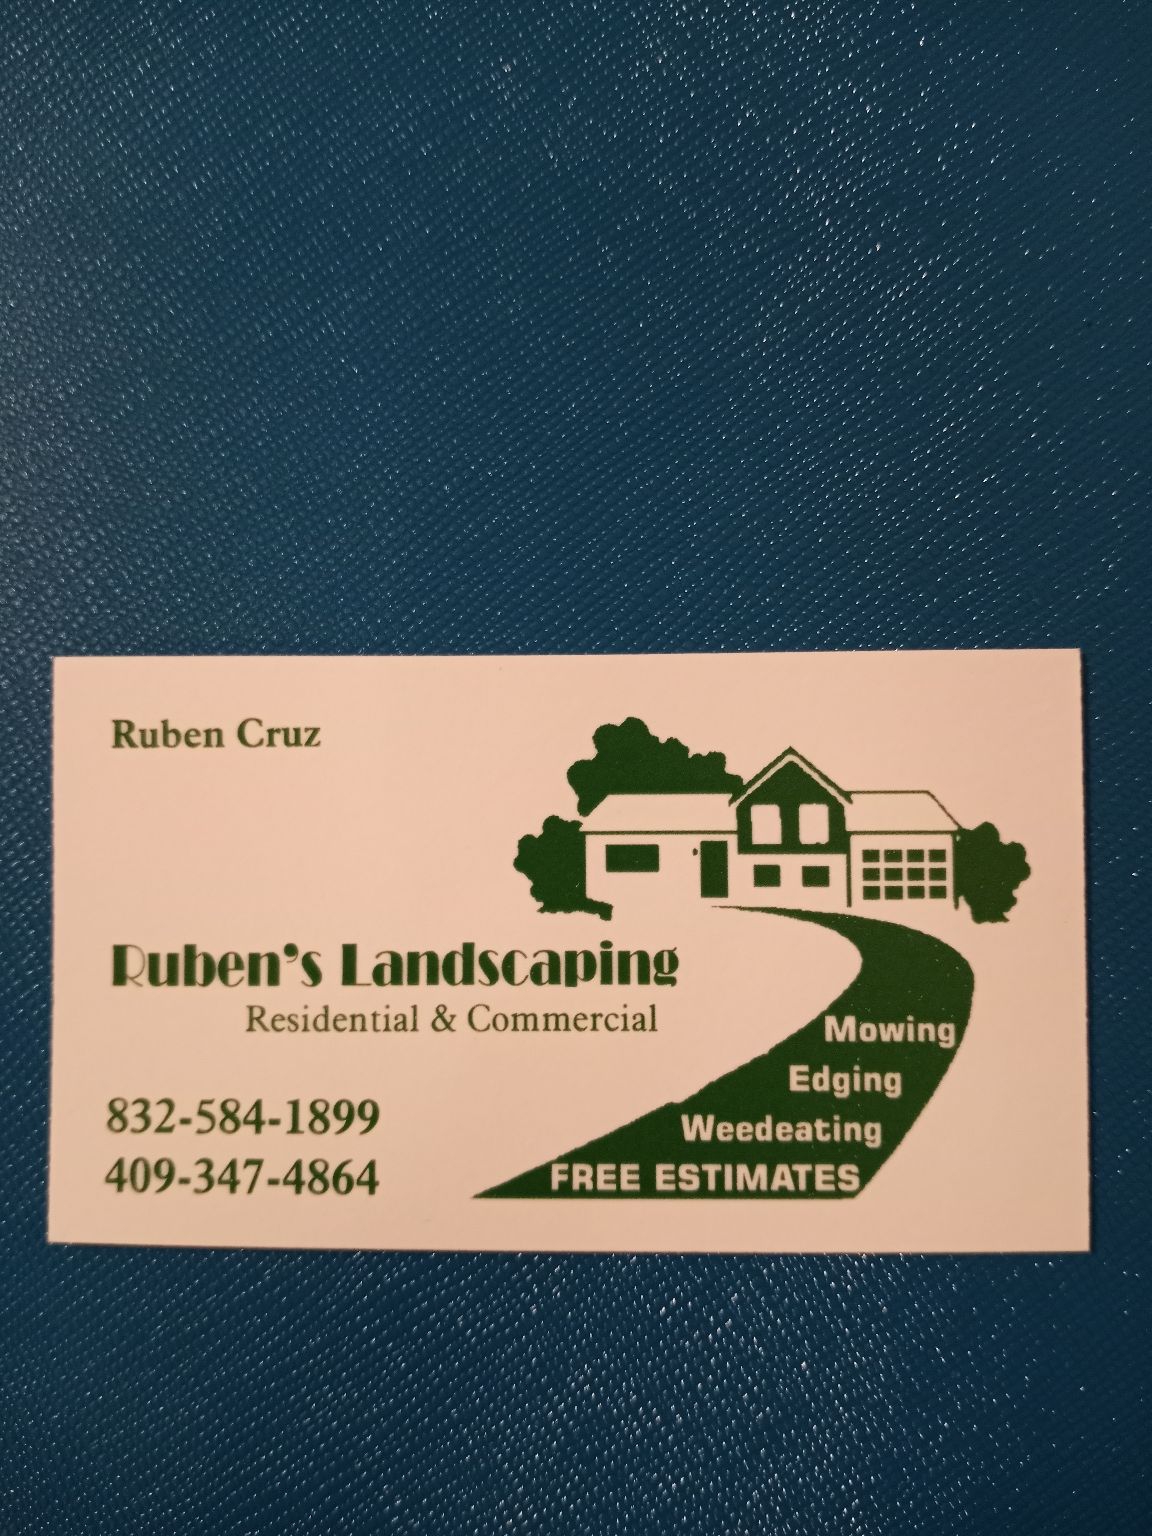 Ruben Cruz
Ruben's Landscaping
Residential & Commercial
832-584-1899
409-347-4864
Mowing
Edging
Weedeating
FREE ESTIMATES